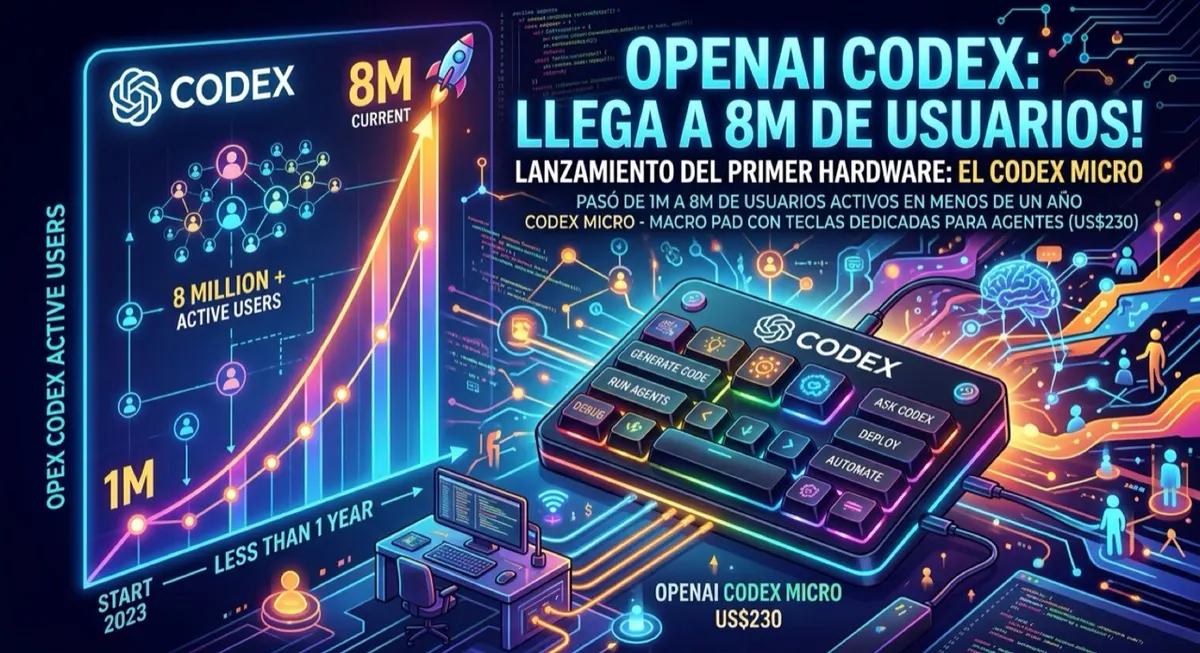 CODEX
8M
CURRENT
8 MILLION +
ACTIVE USERS
OPEX CODEX ACTIVE USERS
1M
START
2023
LESS THAN 1 YEAR
OPENAI CODEX:
LLEGA A 8M DE USUARIOS!
LANZAMIENTO DEL PRIMER HARDWARE: EL CODEX MICRO
PASÓ DE 1M A 8M DE USUARIOS ACTIVOS EN MENOS DE UN AÑO
CODEX MICRO - MACRO PAD CON TECLAS DEDICADAS PARA AGENTES (US$230)
CODEX
GENERATE CODE
RUN AGENTS
DEBUG
ASK CODEX
DEPLOY
AUTOMATE
OPENAI CODEX MICRO
US$230